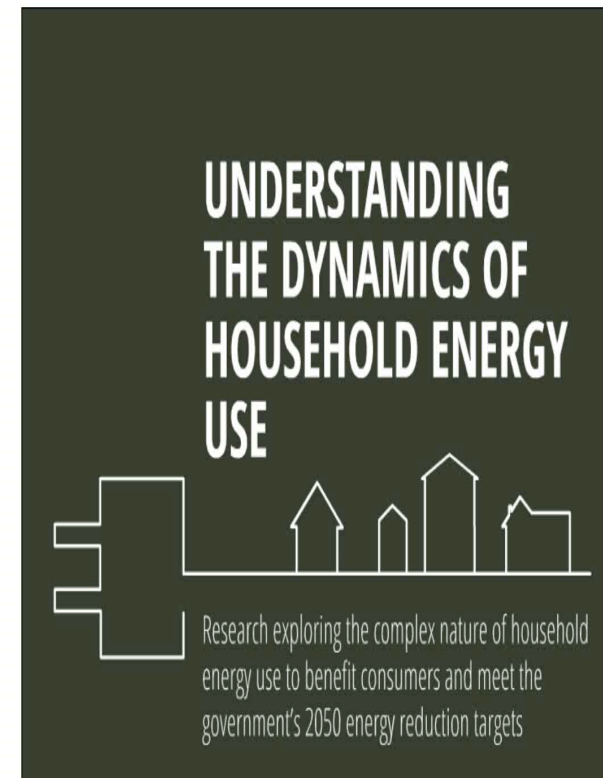 UNDERSTANDING
THE DYNAMICS OF
HOUSEHOLD ENERGY
USE
Research exploring the complex nature of household
energy use to benefit consumers and meet the
government's 2050 energy reduction targets